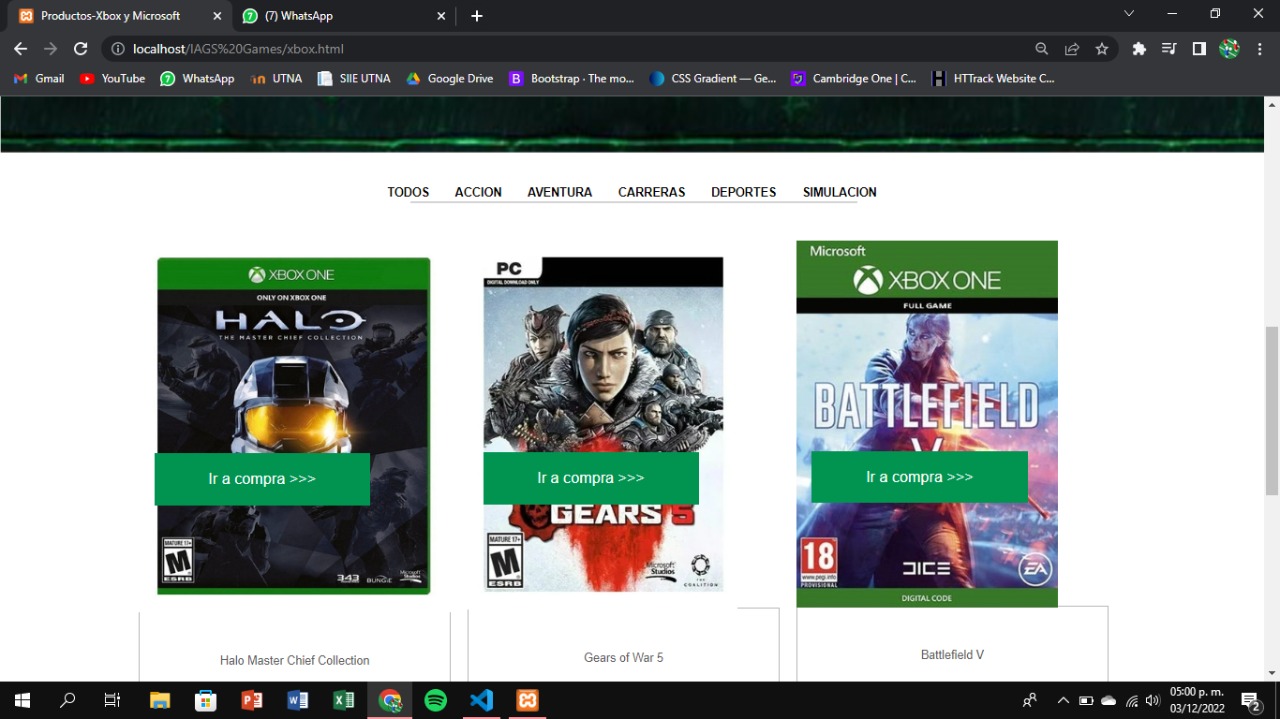 Productos-Xbox y Microsoft
(7) WhatsApp
localhost/IAGS%20Games/xbox.html
Gmail
YouTube
WhatsApp
UTNA
SIIE UTNA
Google Drive
Bootstrap · The mo...
CSS Gradient — Ge...
Cambridge One | C...
HTTrack Website C...
TODOS ACCION AVENTURA CARRERAS DEPORTES SIMULACION
XBOX ONE
ONLY ON XBOX ONE
HALO
THE MASTER CHIEF COLLECTION
Ir a compra >>>
MATURE 17+
M
ESRB
343
BUNGIE
Microsoft Studios
Halo Master Chief Collection
PC
DIGITAL DOWNLOAD ONLY
Ir a compra >>>
GEARS 5
MATURE 17+
M
ESRB
Microsoft Studios
THE COALITION
Gears of War 5
Microsoft
XBOX ONE
FULL GAME
BATTLEFIELD
V
Ir a compra >>>
18
www.pegi.info
PROVISIONAL
DICE
EA
DIGITAL CODE
Battlefield V
05:00 p. m.
03/12/2022
2